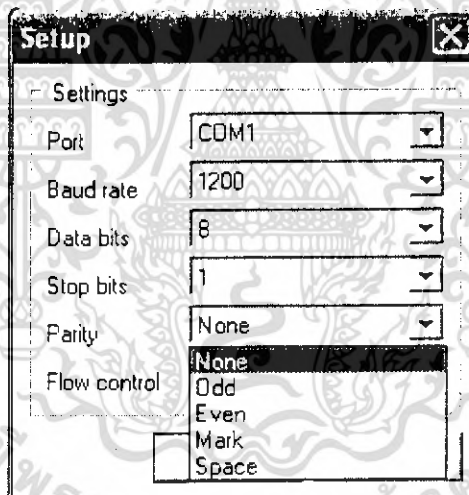 Setup
Settings
Port COM1
Baud rate 1200
Data bits 8
Stop bits 1
Parity None
None
Flow control Odd
Even
Mark
Space